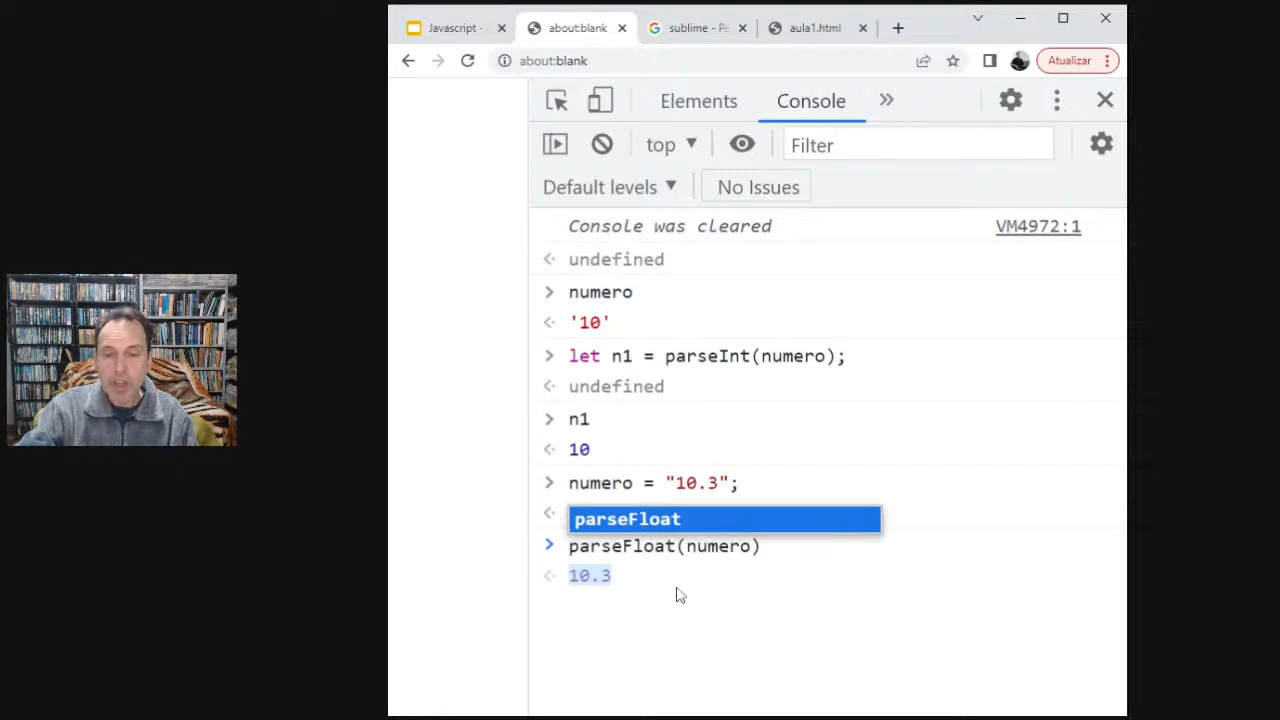 Javascript -
about:blank
sublime - Pe
aula1.html
about:blank
Atualizar
Elements
Console
top
Filter
Default levels
No Issues
Console was cleared
VM4972:1
undefined
numero
'10'
let n1 = parseInt(numero);
undefined
n1
10
numero = "10.3";
parseFloat
parseFloat(numero)
10.3